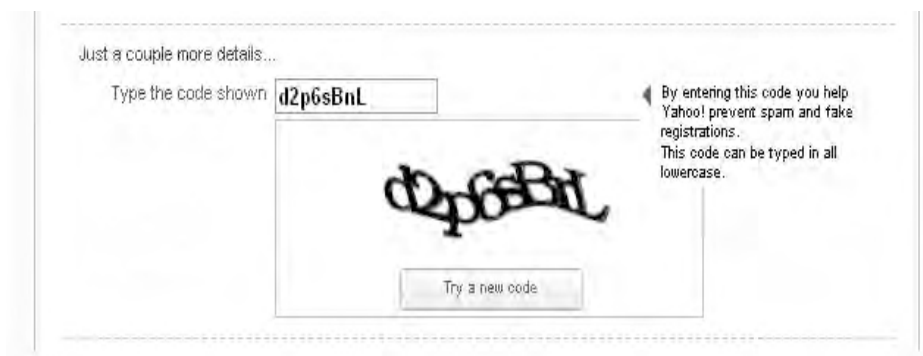 Just a couple more details...
Type the code shown d2p6sBnL
By entering this code you help
Yahoo! prevent spam and fake
registrations.
This code can be typed in all
lowercase.
d2p6sBnL
Try a new code